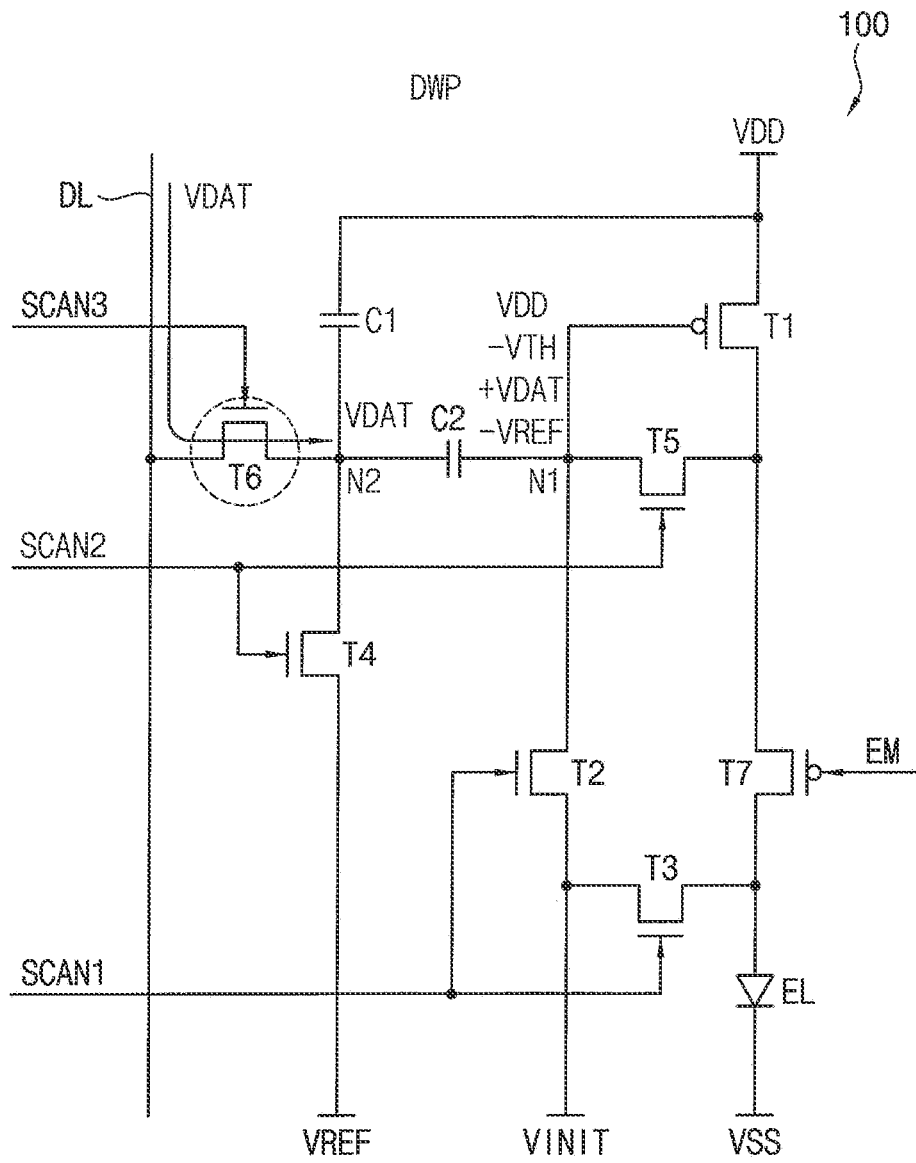 100
DWP
VDD
DL
VDAT
SCAN3
C1
VDD
-VTH
+VDAT
-VREF
T1
VDAT
C2
T5
T6
N2
N1
SCAN2
T4
T2
T7
EM
T3
SCAN1
EL
VREF
VINIT
VSS